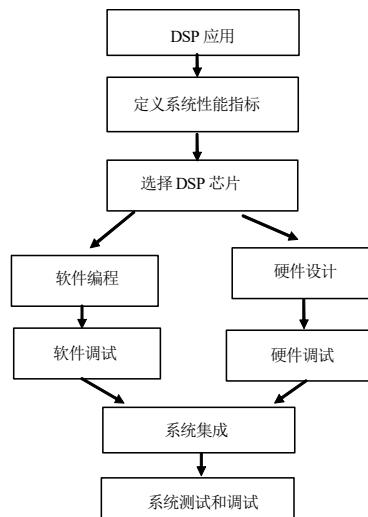 DSP 应用
定义系统性能指标
选择 DSP 芯片
软件编程
硬件设计
软件调试
硬件调试
系统集成
系统测试和调试